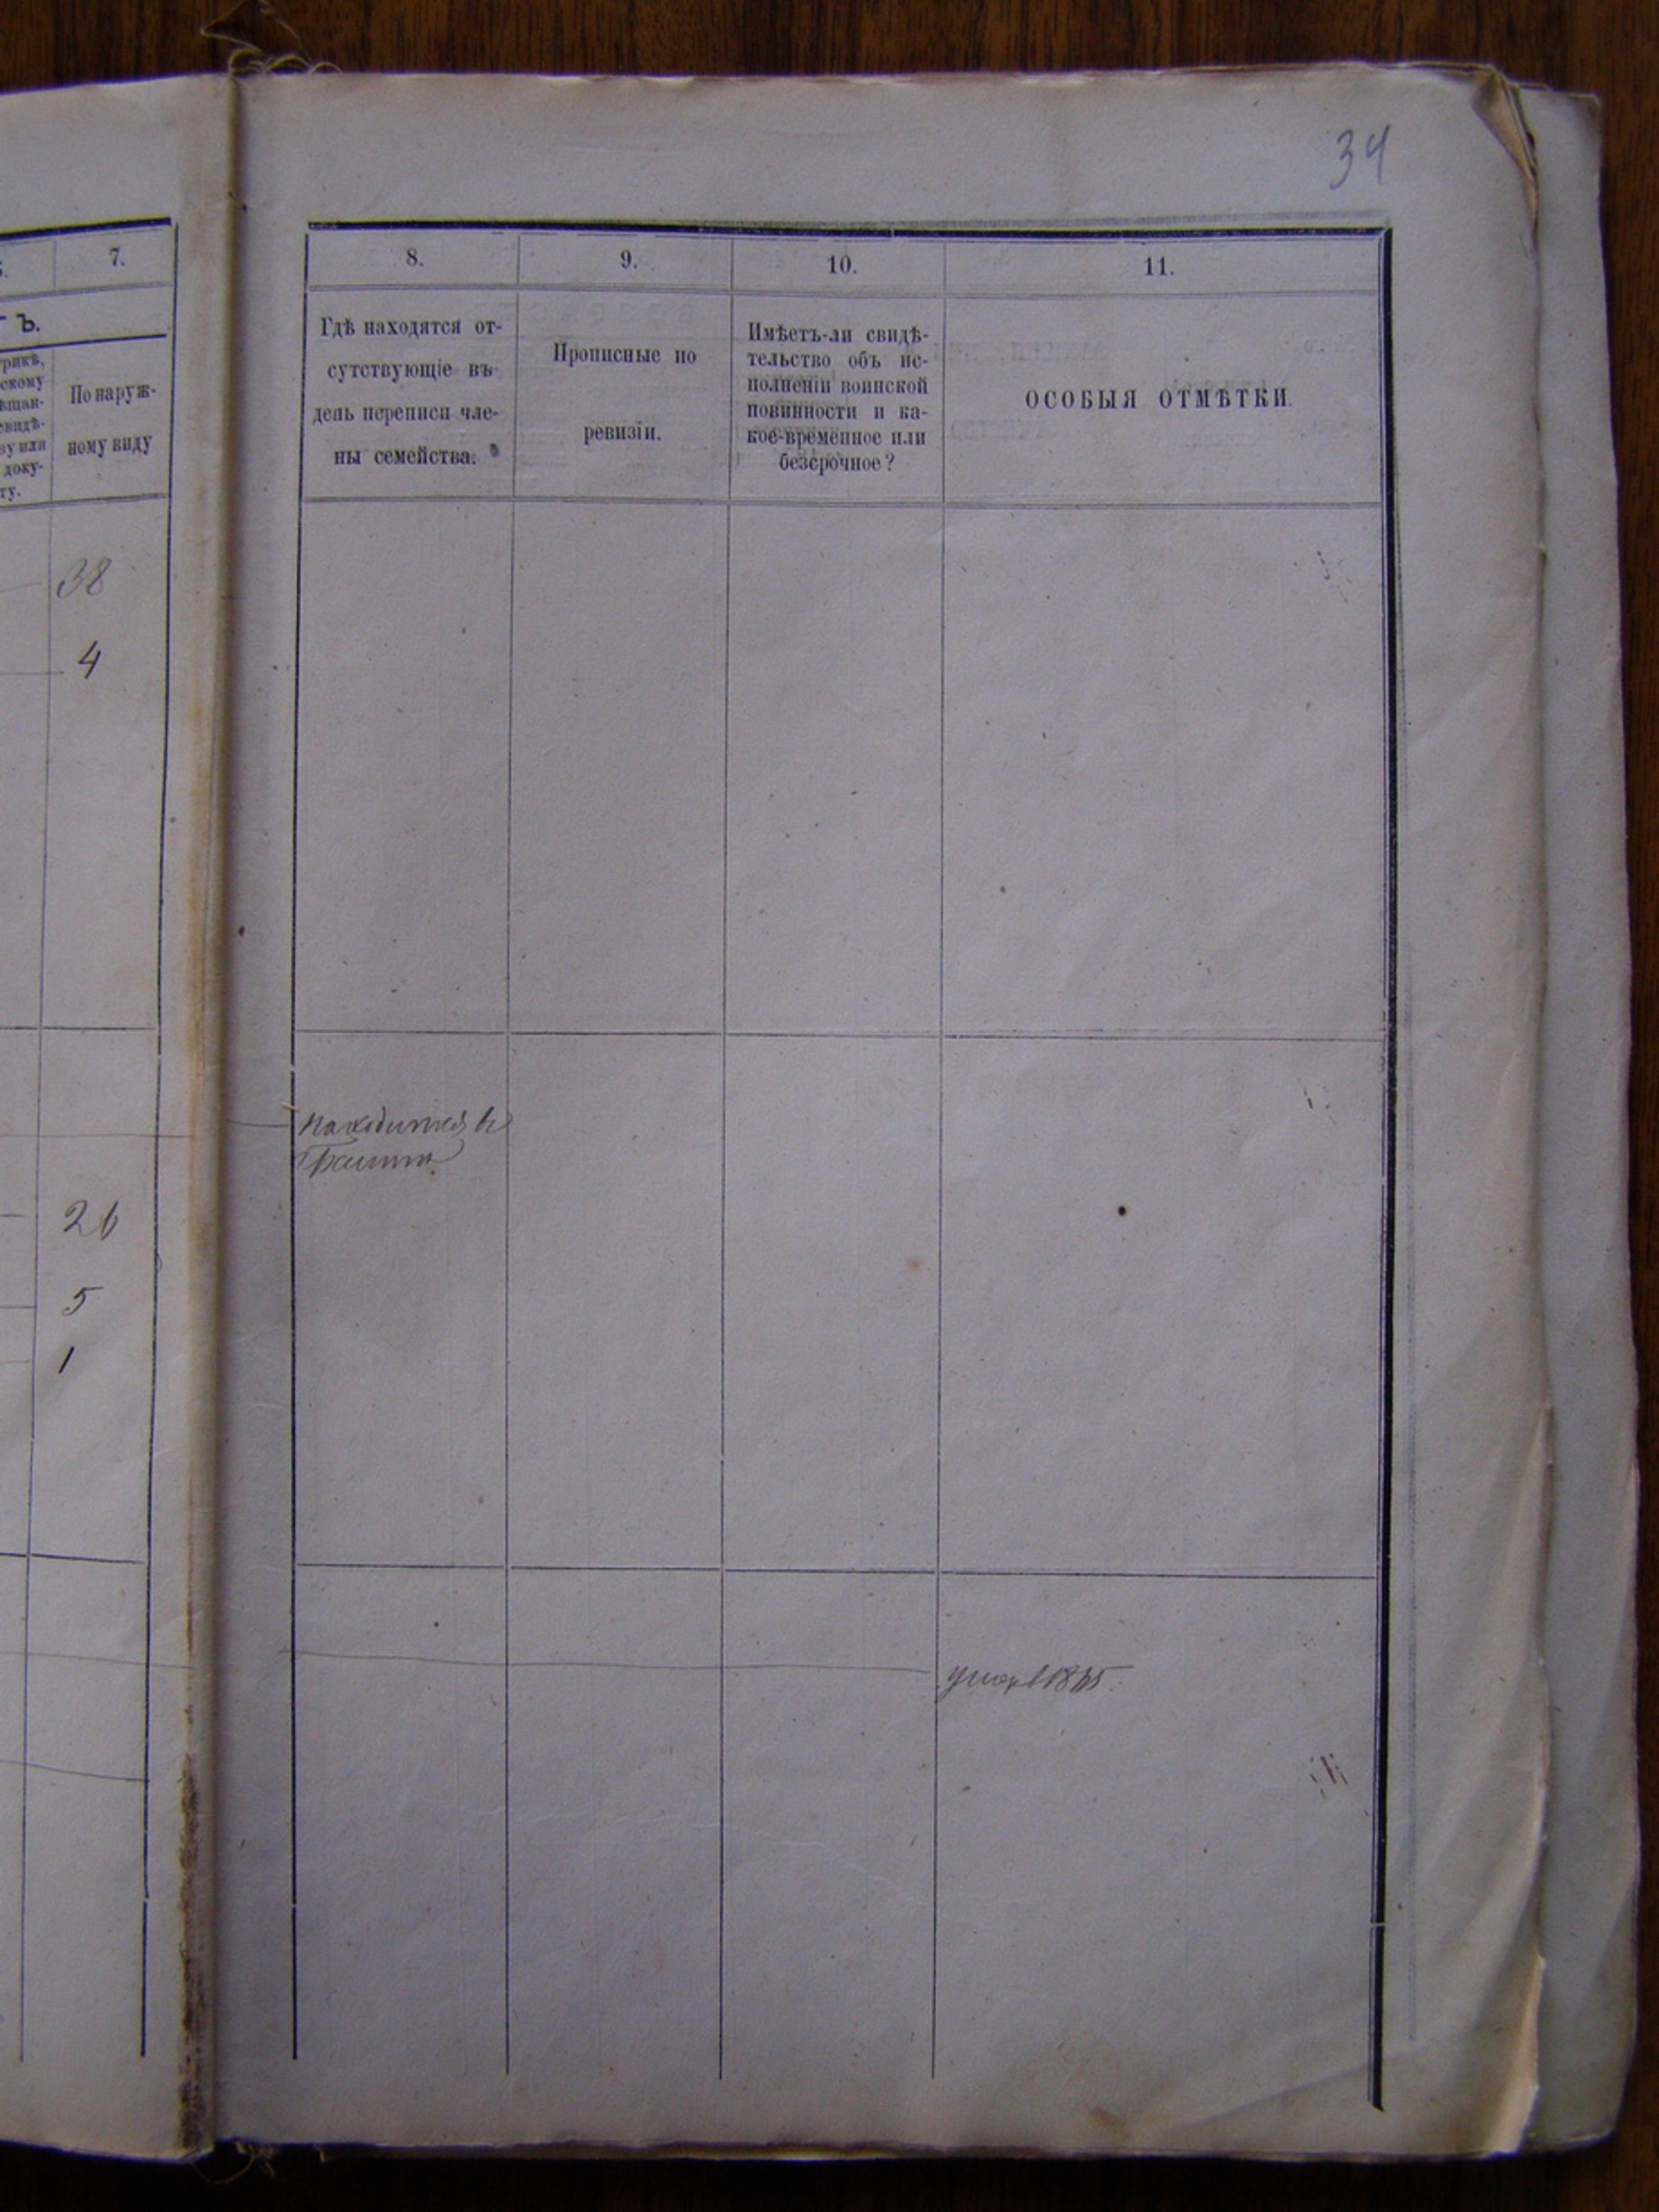 34
7.
Ъ.
По наруж-
ному виду
38
4
26
5
1
8.
9.
10.
11.
Гдѣ находятся от-
сутствующіе въ
день переписи чле-
ны семейства.
Прописные по
ревизіи.
Имѣетъ-ли свидѣ-
тельство объ ис-
полненіи воинской
повинности и ка-
кое-временное или
безсрочное?
ОСОБЫЯ ОТМѢТКИ.
находится в